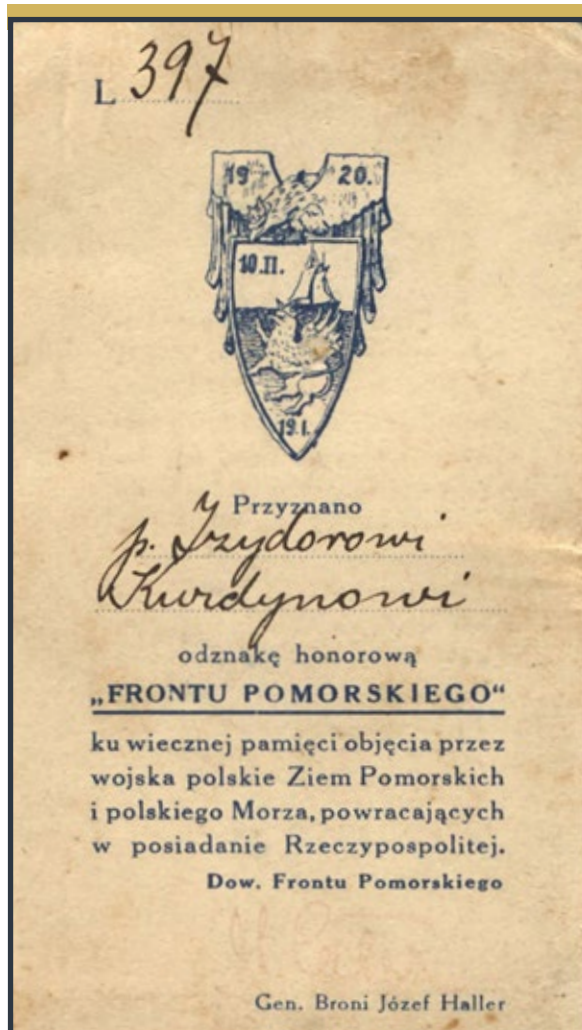 L 397
19 20.
10.II.
19.I.
Przyznano
p. Izydorowi
Kurdynowi
odznakę honorową
„FRONTU POMORSKIEGO“
ku wiecznej pamięci objęcia przez
wojska polskie Ziem Pomorskich
i polskiego Morza, powracających
w posiadanie Rzeczypospolitej.
Dow. Frontu Pomorskiego
Gen. Broni Józef Haller